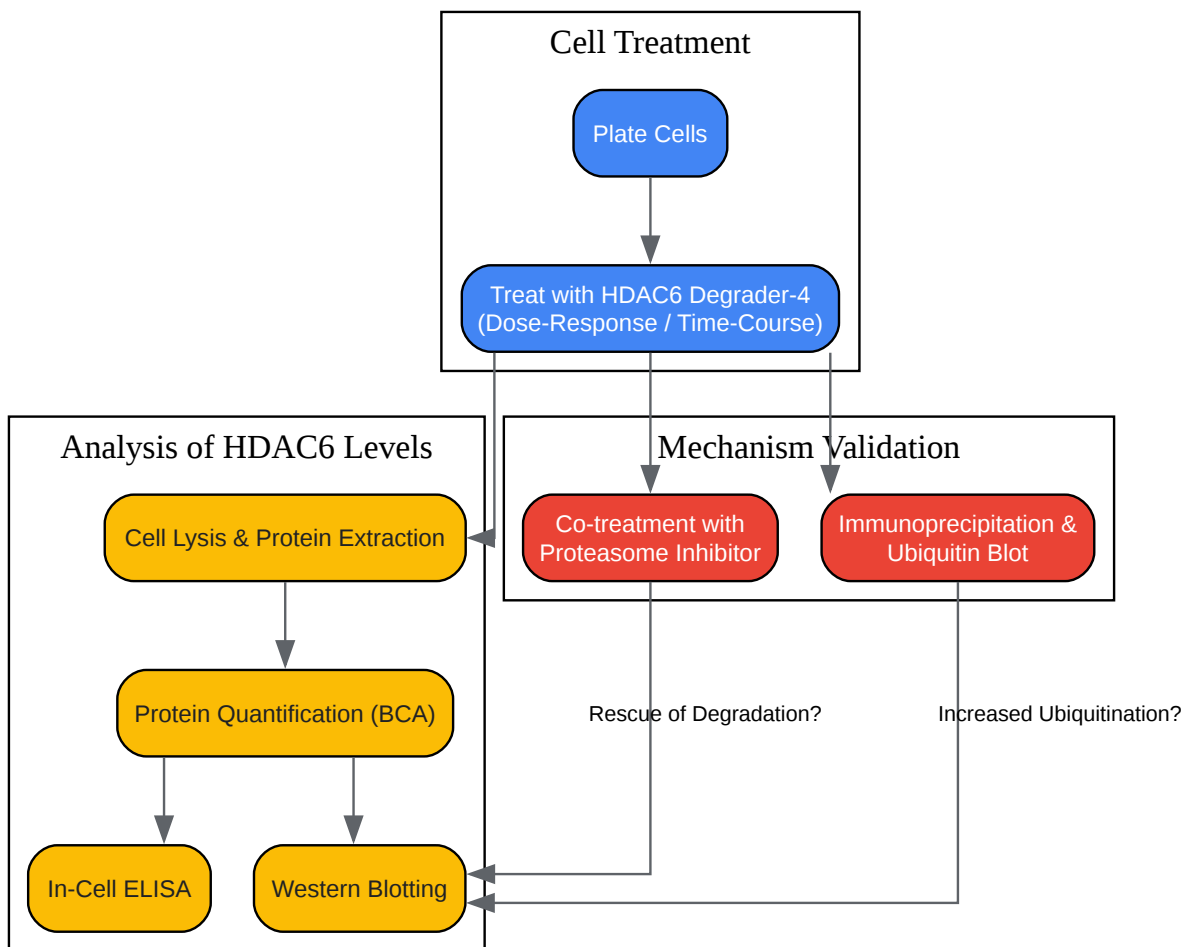 Cell Treatment
Plate Cells
Treat with HDAC6 Degrader-4
(Dose-Response / Time-Course)
Analysis of HDAC6 Levels
Mechanism Validation
Cell Lysis & Protein Extraction
Co-treatment with
Proteasome Inhibitor
Immunoprecipitation &
Ubiquitin Blot
Protein Quantification (BCA)
Rescue of Degradation?
Increased Ubiquitination?
In-Cell ELISA
Western Blotting